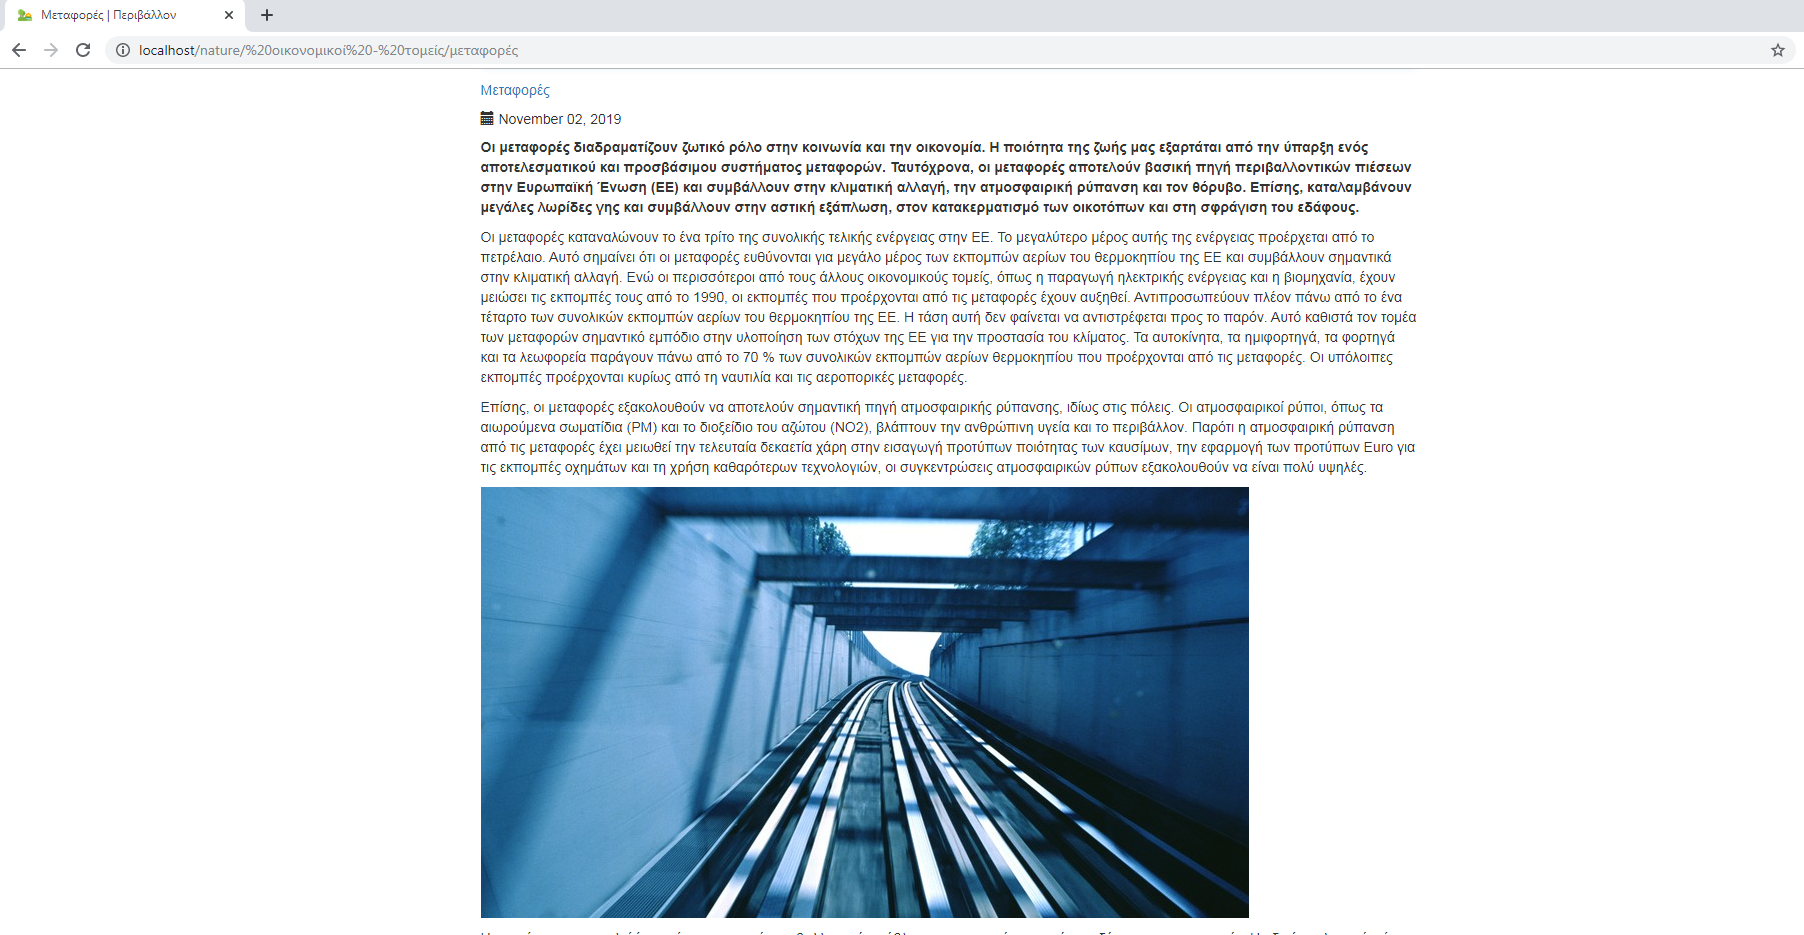 Μεταφορές | Περιβάλλον
localhost/nature/%20οικονομικοί%20-%20τομείς/μεταφορές
Μεταφορές
November 02, 2019
Οι μεταφορές διαδραματίζουν ζωτικό ρόλο στην κοινωνία και την οικονομία. Η ποιότητα της ζωής μας εξαρτάται από την ύπαρξη ενός
αποτελεσματικού και προσβάσιμου συστήματος μεταφορών. Ταυτόχρονα, οι μεταφορές αποτελούν βασική πηγή περιβαλλοντικών πιέσεων
στην Ευρωπαϊκή Ένωση (ΕΕ) και συμβάλλουν στην κλιματική αλλαγή, την ατμοσφαιρική ρύπανση και τον θόρυβο. Επίσης, καταλαμβάνουν
μεγάλες λωρίδες γης και συμβάλλουν στην αστική εξάπλωση, στον κατακερματισμό των οικοτόπων και στη σφράγιση του εδάφους.
Οι μεταφορές καταναλώνουν το ένα τρίτο της συνολικής τελικής ενέργειας στην ΕΕ. Το μεγαλύτερο μέρος αυτής της ενέργειας προέρχεται από το
πετρέλαιο. Αυτό σημαίνει ότι οι μεταφορές ευθύνονται για μεγάλο μέρος των εκπομπών αερίων του θερμοκηπίου της ΕΕ και συμβάλλουν σημαντικά
στην κλιματική αλλαγή. Ενώ οι περισσότεροι από τους άλλους οικονομικούς τομείς, όπως η παραγωγή ηλεκτρικής ενέργειας και η βιομηχανία, έχουν
μειώσει τις εκπομπές τους από το 1990, οι εκπομπές που προέρχονται από τις μεταφορές έχουν αυξηθεί. Αντιπροσωπεύουν πλέον πάνω από το ένα
τέταρτο των συνολικών εκπομπών αερίων του θερμοκηπίου της ΕΕ. Η τάση αυτή δεν φαίνεται να αντιστρέφεται προς το παρόν. Αυτό καθιστά τον τομέα
των μεταφορών σημαντικό εμπόδιο στην υλοποίηση των στόχων της ΕΕ για την προστασία του κλίματος. Τα αυτοκίνητα, τα ημιφορτηγά, τα φορτηγά
και τα λεωφορεία παράγουν πάνω από το 70 % των συνολικών εκπομπών αερίων θερμοκηπίου που προέρχονται από τις μεταφορές. Οι υπόλοιπες
εκπομπές προέρχονται κυρίως από τη ναυτιλία και τις αεροπορικές μεταφορές.
Επίσης, οι μεταφορές εξακολουθούν να αποτελούν σημαντική πηγή ατμοσφαιρικής ρύπανσης, ιδίως στις πόλεις. Οι ατμοσφαιρικοί ρύποι, όπως τα
αιωρούμενα σωματίδια (PM) και το διοξείδιο του αζώτου (NO2), βλάπτουν την ανθρώπινη υγεία και το περιβάλλον. Παρότι η ατμοσφαιρική ρύπανση
από τις μεταφορές έχει μειωθεί την τελευταία δεκαετία χάρη στην εισαγωγή προτύπων ποιότητας των καυσίμων, την εφαρμογή των προτύπων Euro για
τις εκπομπές οχημάτων και τη χρήση καθαρότερων τεχνολογιών, οι συγκεντρώσεις ατμοσφαιρικών ρύπων εξακολουθούν να είναι πολύ υψηλές.